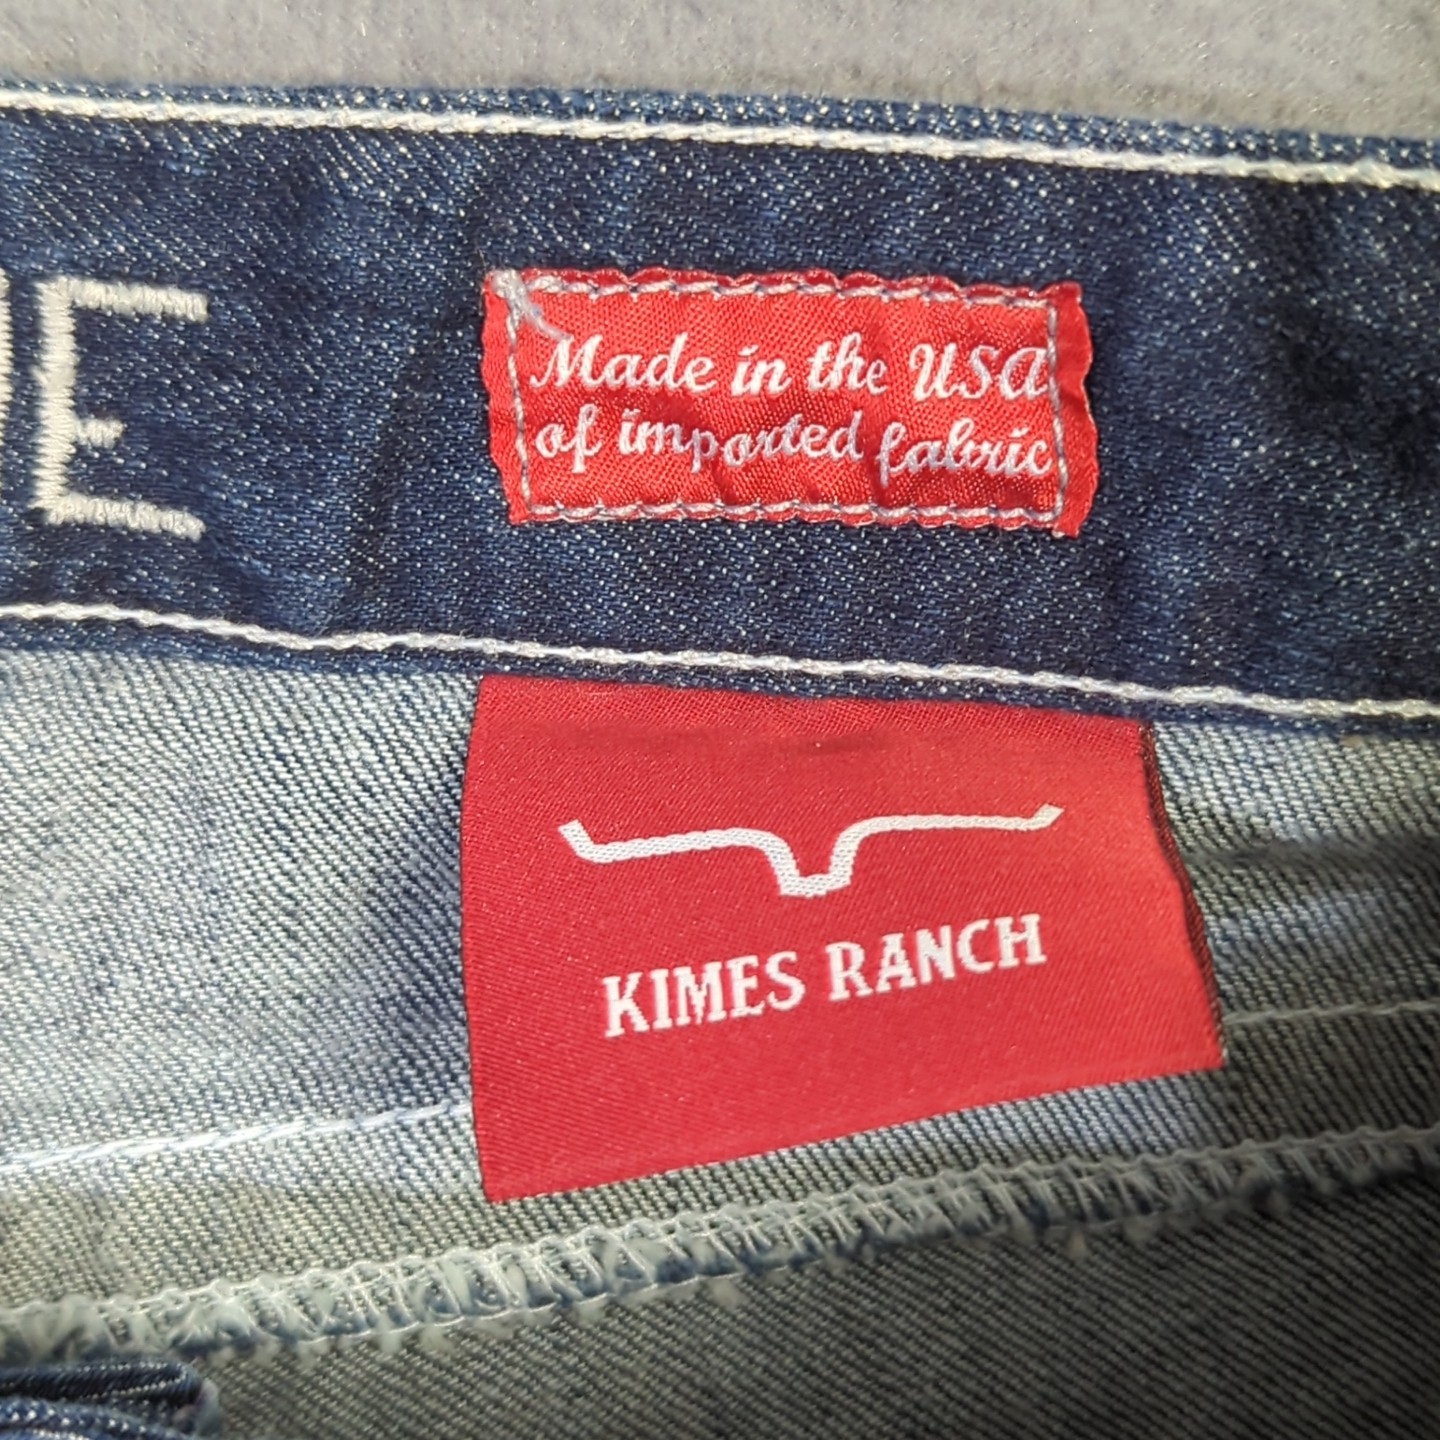 E
Made in the USA
of imported fabric
KIMES RANCH